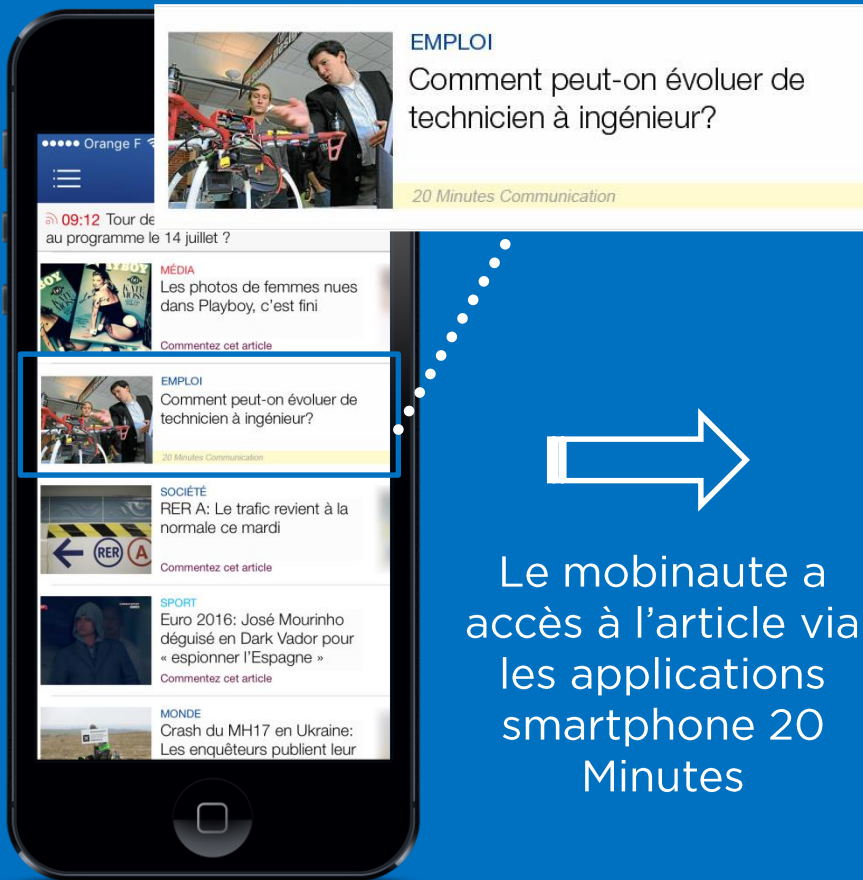 EMPLOI
Comment peut-on évoluer de
technicien à ingénieur?
20 Minutes Communication
Orange F
09:12 Tour de
au programme le 14 juillet ?
MÉDIA
Les photos de femmes nues
dans Playboy, c'est fini
Commentez cet article
EMPLOI
Comment peut-on évoluer de
technicien à ingénieur?
20 Minutes Communication
SOCIÉTÉ
RER A: Le trafic revient à la
normale ce mardi
Commentez cet article
RER A
SPORT
Euro 2016: José Mourinho
déguisé en Dark Vador pour
« espionner l'Espagne »
Commentez cet article
MONDE
Crash du MH17 en Ukraine:
Les enquêteurs publient leur
Le mobinaute a
accès à l'article via
les applications
smartphone 20
Minutes